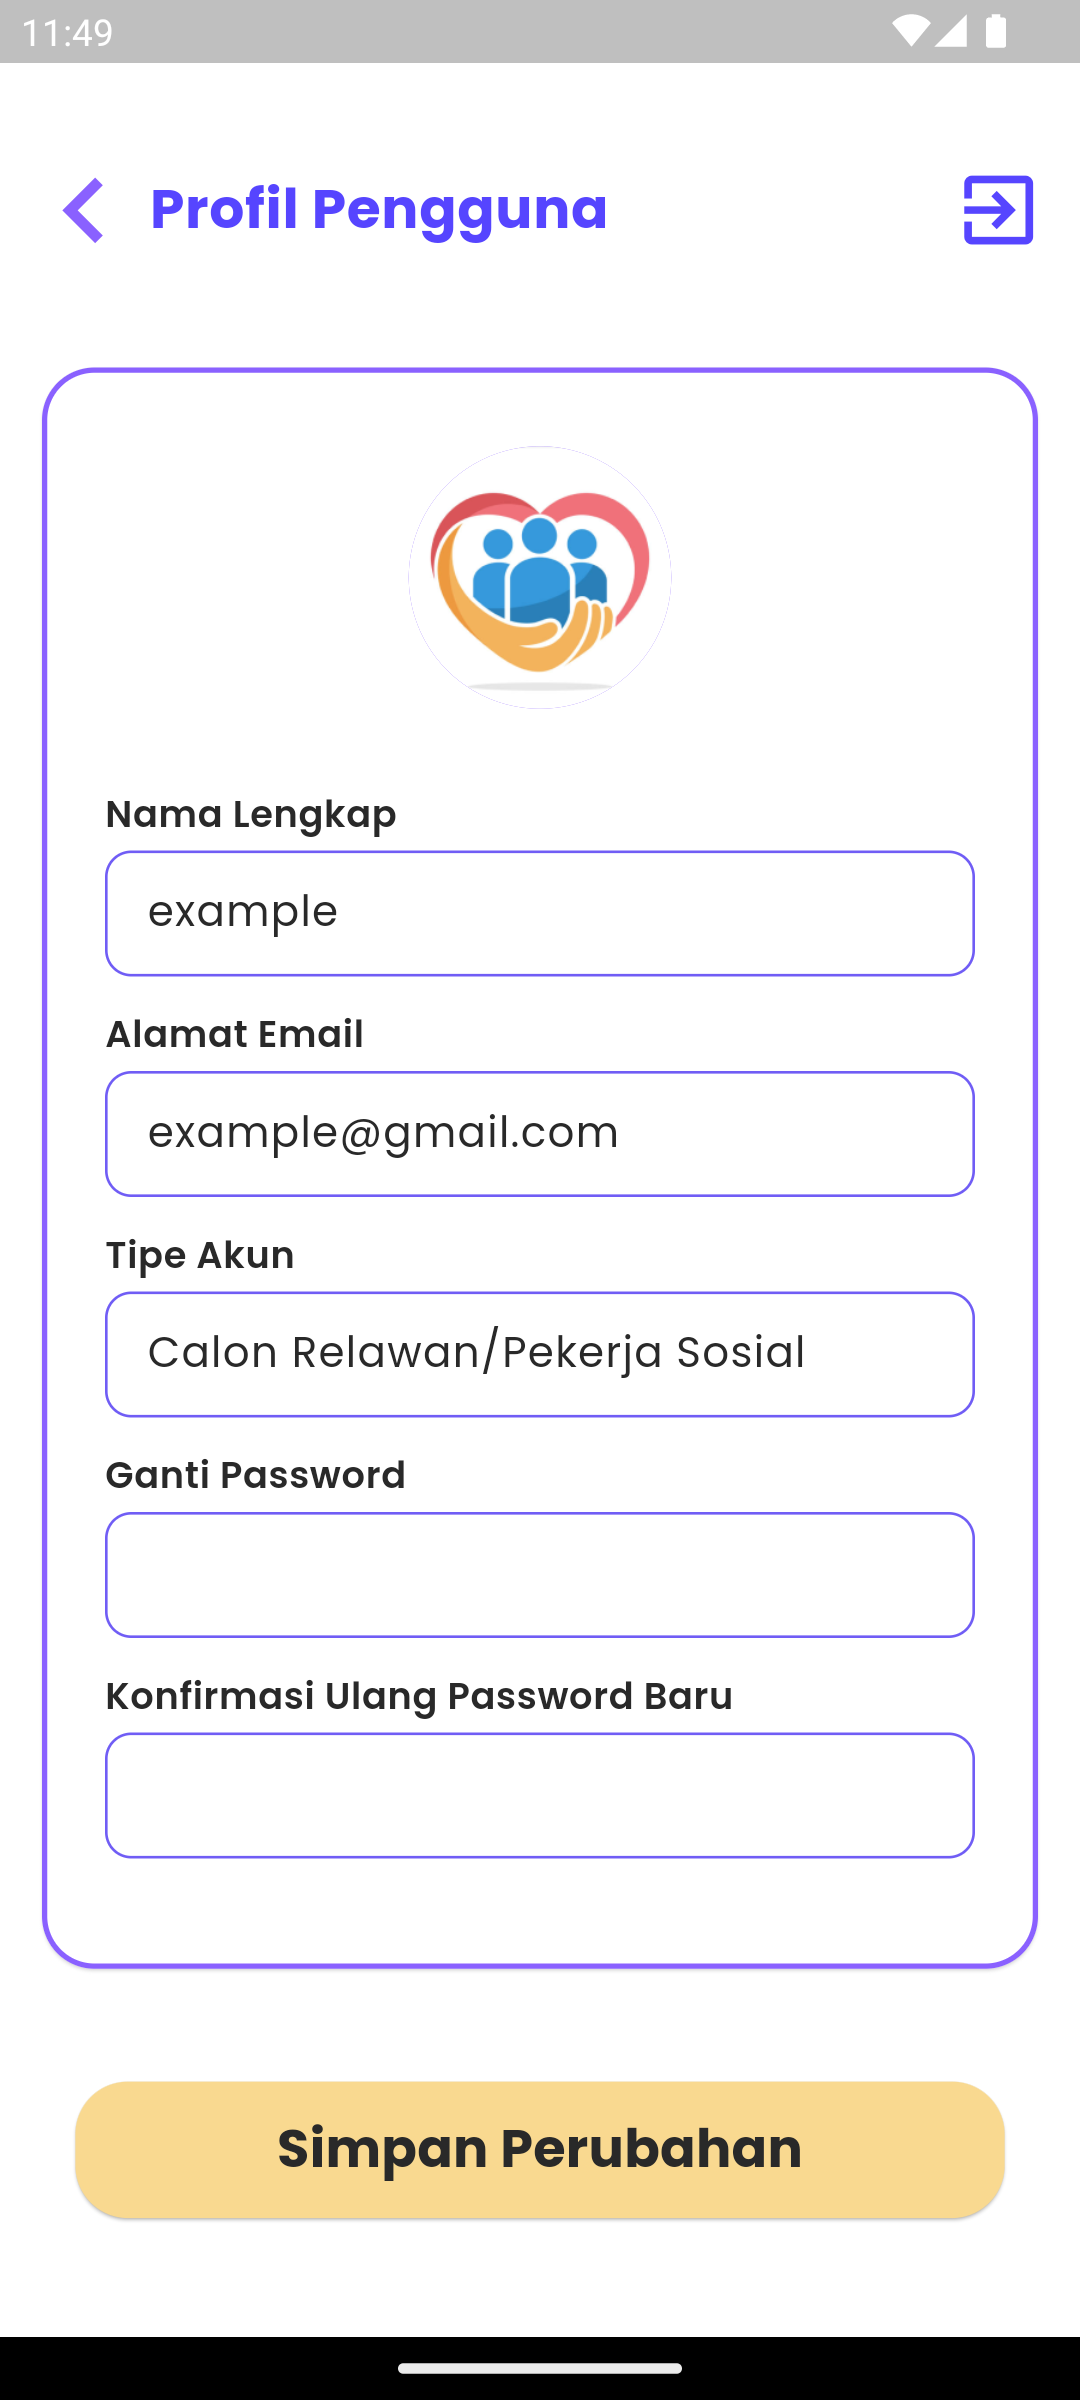 11:49
Profil Pengguna
Nama Lengkap
example
Alamat Email
example@gmail.com
Tipe Akun
Calon Relawan/Pekerja Sosial
Ganti Password
Konfirmasi Ulang Password Baru
Simpan Perubahan